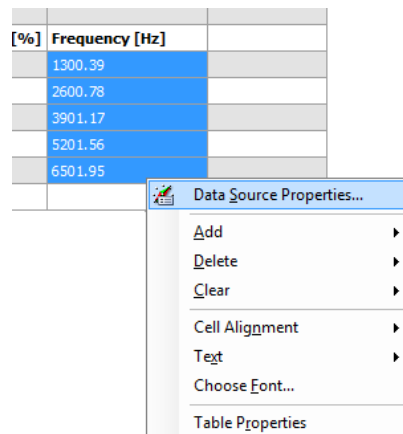 [%] Frequency [Hz]
1300.39
2600.78
3901.17
5201.56
6501.95
Data Source Properties...
Add
Delete
Clear
Cell Alignment
Text
Choose Font...
Table Properties